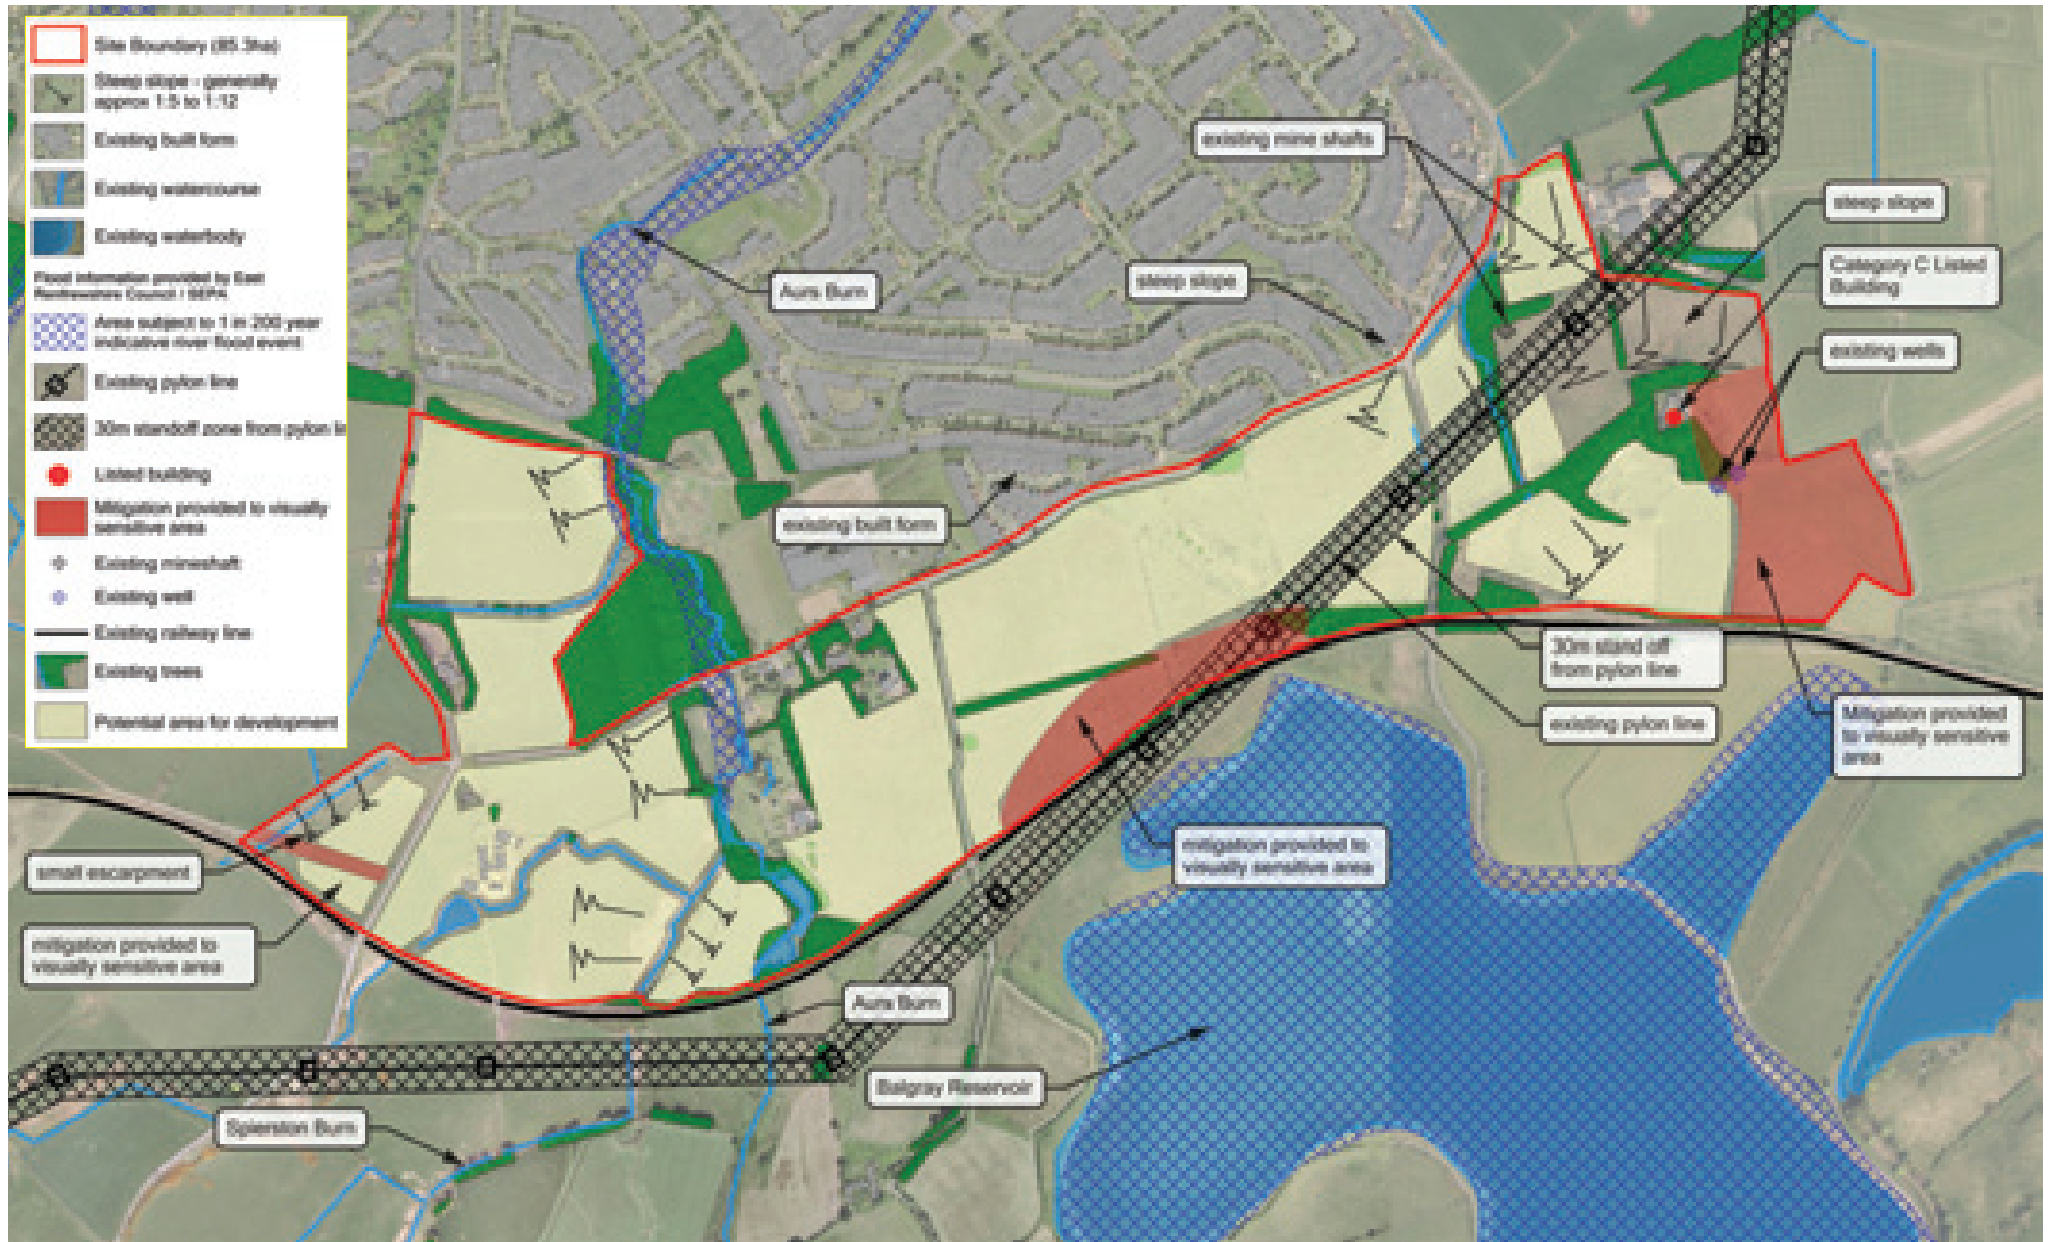 Site Boundary (85.3ha)
Steep slope - generally
approx 1:5 to 1:12
Existing built form
Existing watercourse
Existing waterbody
Flood information provided by East
Renfrewshire Council / SEPA
Area subject to 1 in 200 year
indicative river flood event
Existing pylon line
30m standoff zone from pylon li
Listed building
Mitigation provided to visually
sensitive area
Existing mineshaft
Existing well
Existing railway line
Existing trees
Potential area for development
existing mine shafts
steep slope
Category C Listed
Building
existing wells
steep slope
Aurs Burn
existing built form
30m stand off
from pylon line
existing pylon line
Mitigation provided
to visually sensitive
area
mitigation provided to
visually sensitive area
small escarpment
mitigation provided to
visually sensitive area
Aurs Burn
Balgray Reservoir
Spierston Burn